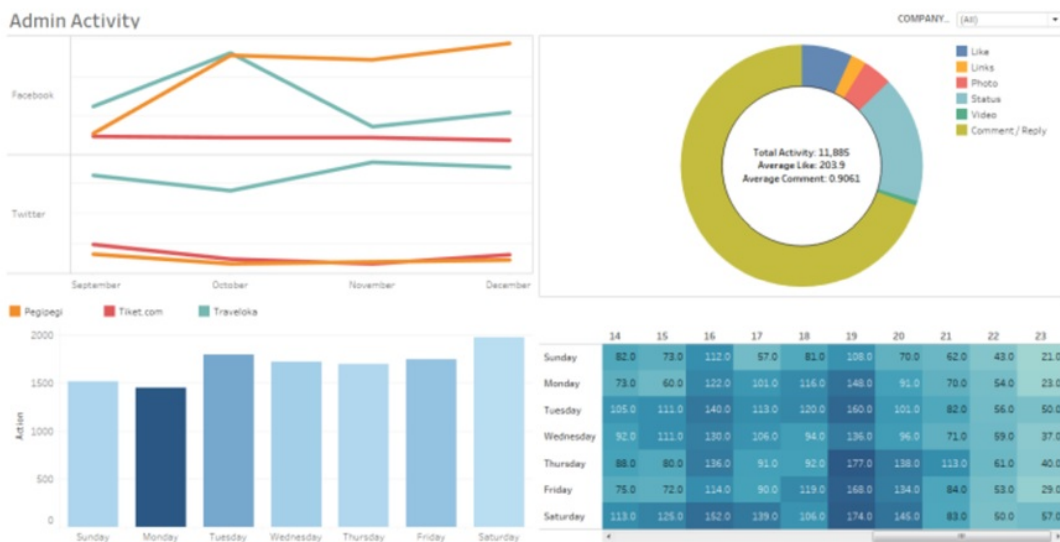 Admin Activity
COMPANY.. (All)
Facebook
Twitter
September October November December
Like
Links
Photo
Status
Video
Comment / Reply
Total Activity: 11,885
Average Like: 203.9
Average Comment: 0.9061
Pegipegi Tiket.com Traveloka
2000
1500
1000
500
0
Action
Sunday Monday Tuesday Wednesday Thursday Friday Saturday
14 15 16 17 18 19 20 21 22 23
Sunday 82.0 73.0 112.0 57.0 81.0 108.0 70.0 62.0 43.0 21.0
Monday 73.0 60.0 122.0 101.0 116.0 148.0 91.0 70.0 54.0 23.0
Tuesday 105.0 111.0 140.0 113.0 120.0 160.0 101.0 82.0 56.0 50.0
Wednesday 92.0 111.0 130.0 106.0 94.0 136.0 96.0 71.0 59.0 37.0
Thursday 88.0 80.0 136.0 91.0 92.0 177.0 138.0 113.0 61.0 40.0
Friday 75.0 72.0 114.0 90.0 119.0 168.0 134.0 84.0 53.0 29.0
Saturday 113.0 125.0 152.0 139.0 106.0 174.0 145.0 83.0 50.0 57.0